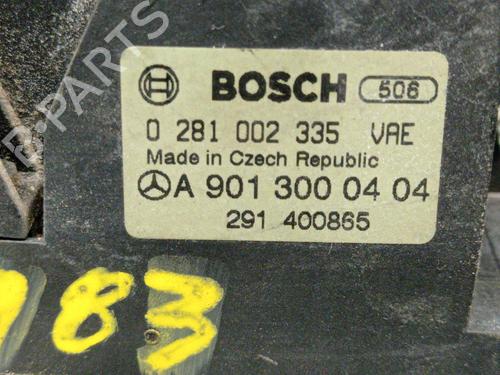 BOSCH 506
0 281 002 335 VAE
Made in Czech Republic
A 901 300 04 04
291 400865
B-PARTS
83